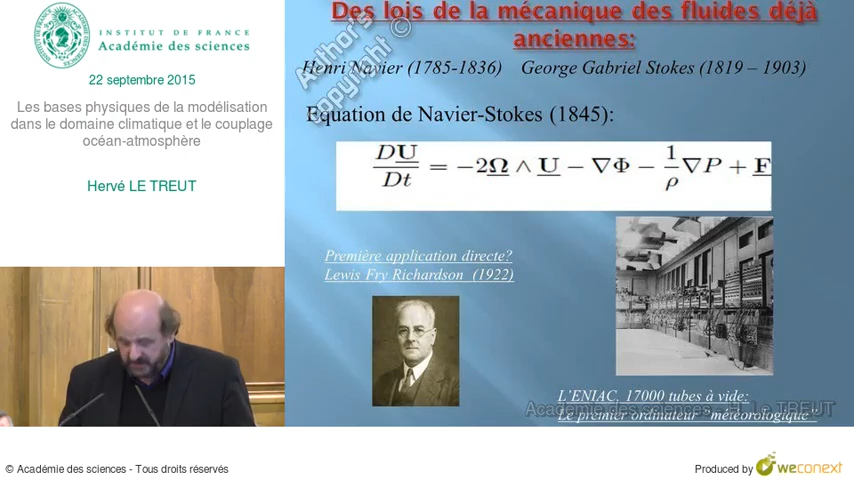 INSTITUT DE FRANCE
Académie des sciences
22 septembre 2015
Les bases physiques de la modélisation
dans le domaine climatique et le couplage
océan-atmosphère
Hervé LE TREUT
Des lois de la mécanique des fluides déjà
anciennes:
Author's
copyright ©
Henri Navier (1785-1836) George Gabriel Stokes (1819 – 1903)
Equation de Navier-Stokes (1845):
DU/Dt = -2Ω ∧ U − ∇Φ − 1/ρ ∇P + F
Première application directe?
Lewis Fry Richardson (1922)
L'ENIAC, 17000 tubes à vide:
Académie des sciences - H. Le TREUT
Le premier ordinateur "météorologique"
© Académie des sciences - Tous droits réservés
Produced by weconext